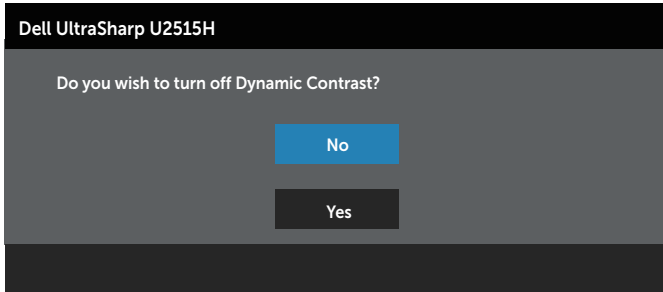 Dell UltraSharp U2515H
Do you wish to turn off Dynamic Contrast?
No
Yes